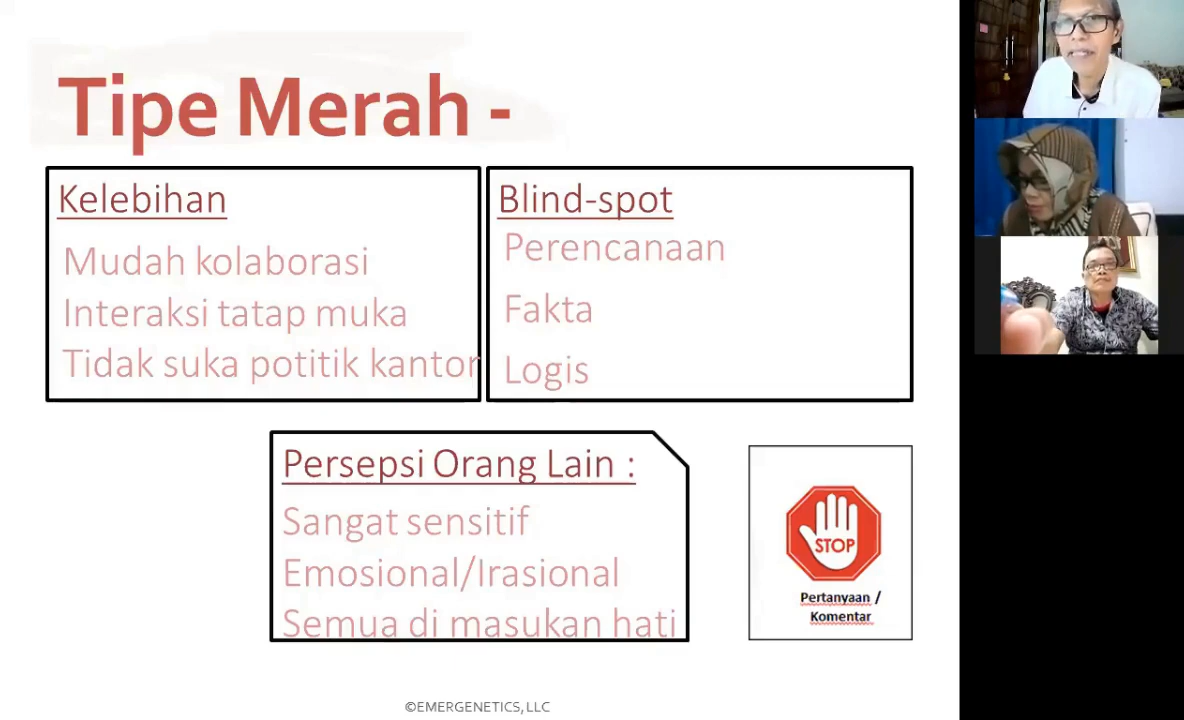 Tipe Merah -
Kelebihan
Mudah kolaborasi
Interaksi tatap muka
Tidak suka potitik kantor
Blind-spot
Perencanaan
Fakta
Logis
Persepsi Orang Lain :
Sangat sensitif
Emosional/Irasional
Semua di masukan hati
STOP
Pertanyaan /
Komentar
©EMERGENETICS, LLC